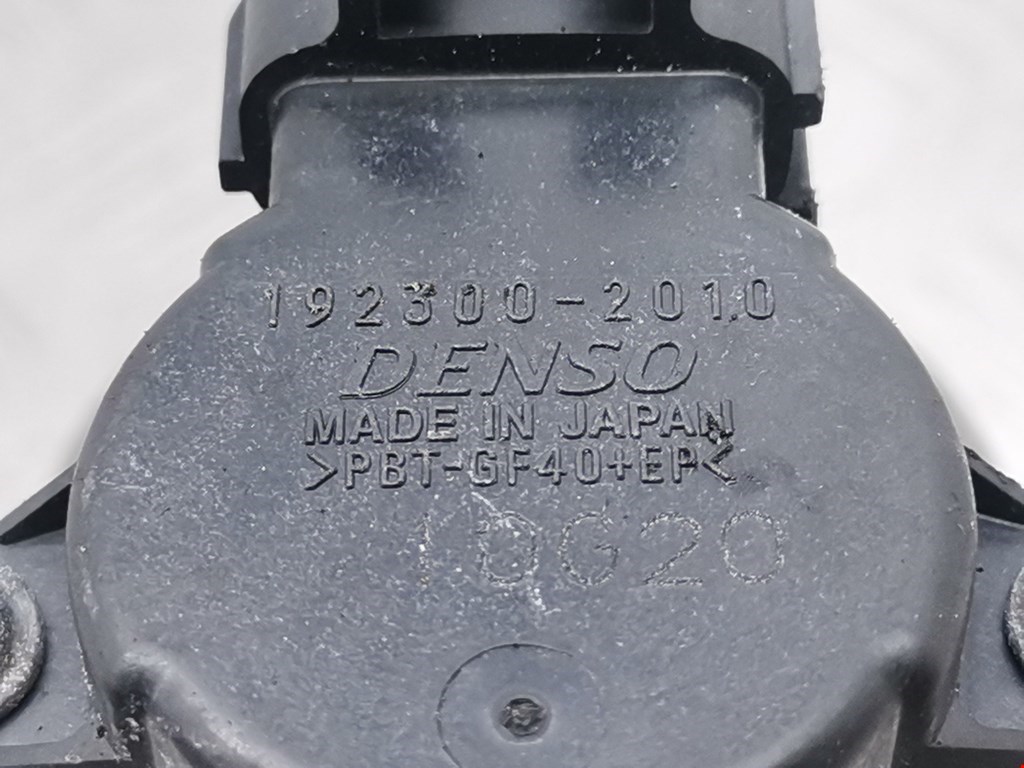 192300-2010
DENSO
MADE IN JAPAN
>PBT-GF40+EP<
10G20